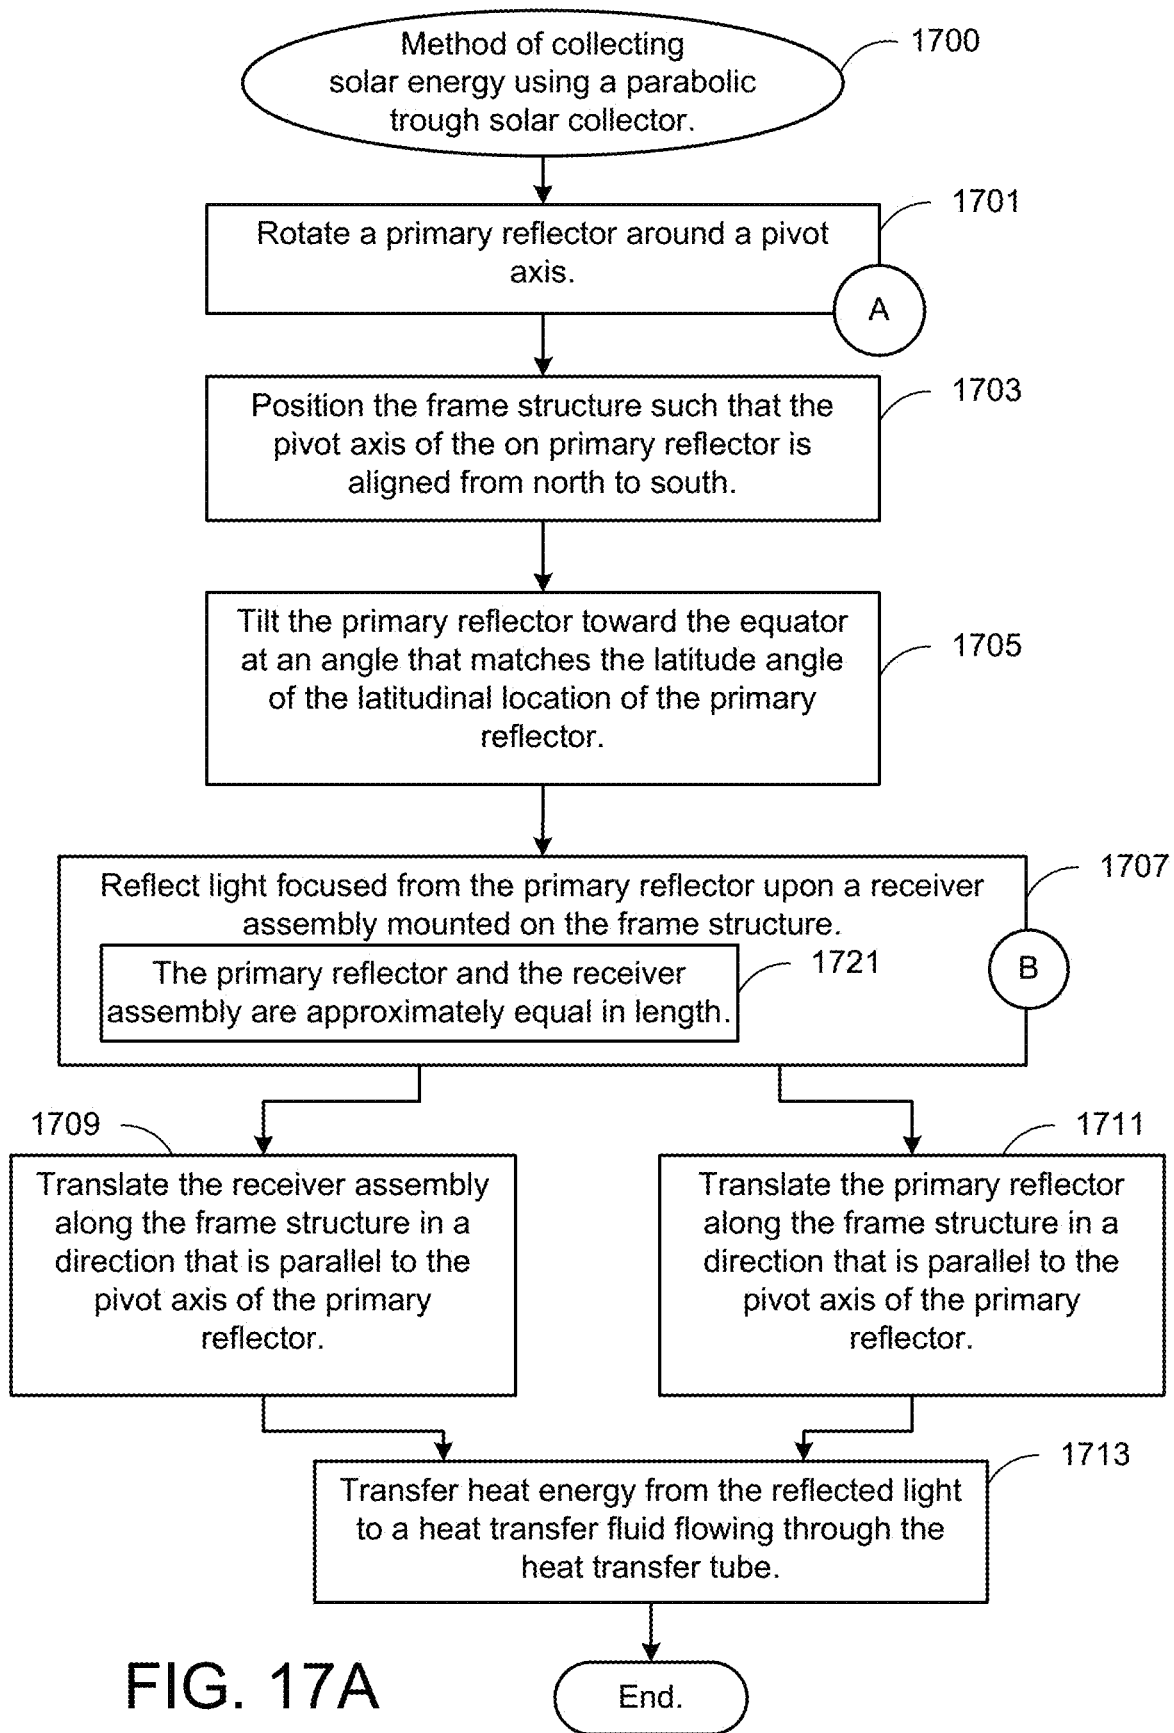 Method of collecting
solar energy using a parabolic
trough solar collector.
1700
1701
Rotate a primary reflector around a pivot
axis.
A
1703
Position the frame structure such that the
pivot axis of the on primary reflector is
aligned from north to south.
Tilt the primary reflector toward the equator
at an angle that matches the latitude angle
of the latitudinal location of the primary
reflector.
1705
1707
Reflect light focused from the primary reflector upon a receiver
assembly mounted on the frame structure.
B
1721
The primary reflector and the receiver
assembly are approximately equal in length.
1709
Translate the receiver assembly
along the frame structure in a
direction that is parallel to the
pivot axis of the primary
reflector.
1711
Translate the primary reflector
along the frame structure in a
direction that is parallel to the
pivot axis of the primary
reflector.
1713
Transfer heat energy from the reflected light
to a heat transfer fluid flowing through the
heat transfer tube.
End.
FIG. 17A